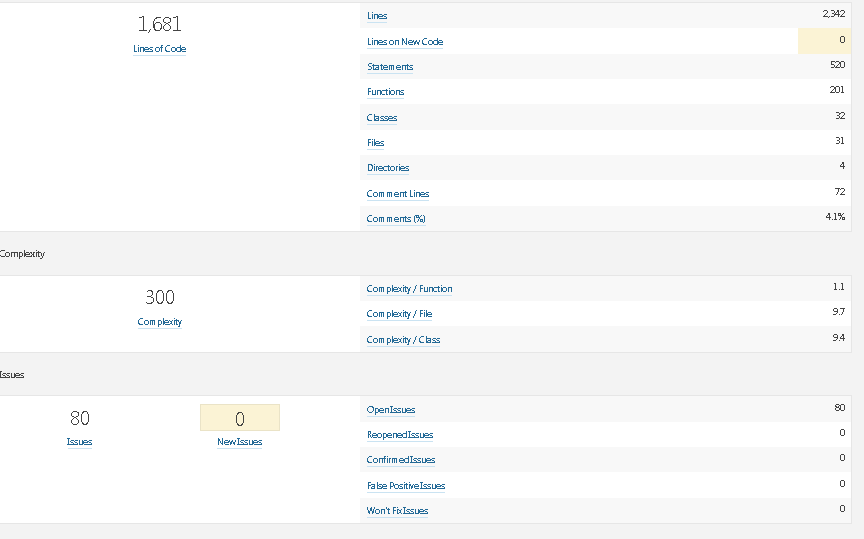 1,681
Lines of Code
Lines 2,342
Lines on New Code 0
Statements 520
Functions 201
Classes 32
Files 31
Directories 4
Comment Lines 72
Comments (%) 4.1%
Complexity
300
Complexity
Complexity / Function 1.1
Complexity / File 9.7
Complexity / Class 9.4
Issues
80
Issues
0
New Issues
Open Issues 80
Reopened Issues 0
Confirmed Issues 0
False Positive Issues 0
Won't Fix Issues 0